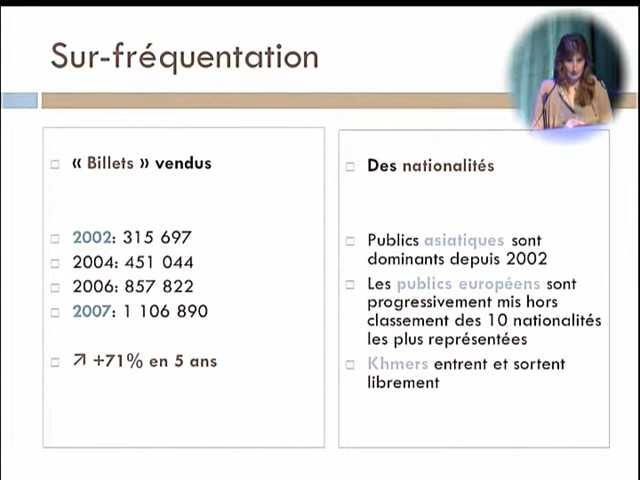 Sur-fréquentation
« Billets » vendus
2002: 315 697
2004: 451 044
2006: 857 822
2007: 1 106 890
↗ +71% en 5 ans
Des nationalités
Publics asiatiques sont
dominants depuis 2002
Les publics européens sont
progressivement mis hors
classement des 10 nationalités
les plus représentées
Khmers entrent et sortent
librement